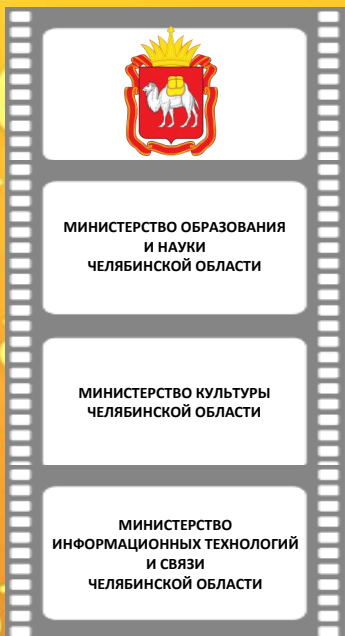 МИНИСТЕРСТВО ОБРАЗОВАНИЯ
И НАУКИ
ЧЕЛЯБИНСКОЙ ОБЛАСТИ
МИНИСТЕРСТВО КУЛЬТУРЫ
ЧЕЛЯБИНСКОЙ ОБЛАСТИ
МИНИСТЕРСТВО
ИНФОРМАЦИОННЫХ ТЕХНОЛОГИЙ
И СВЯЗИ
ЧЕЛЯБИНСКОЙ ОБЛАСТИ